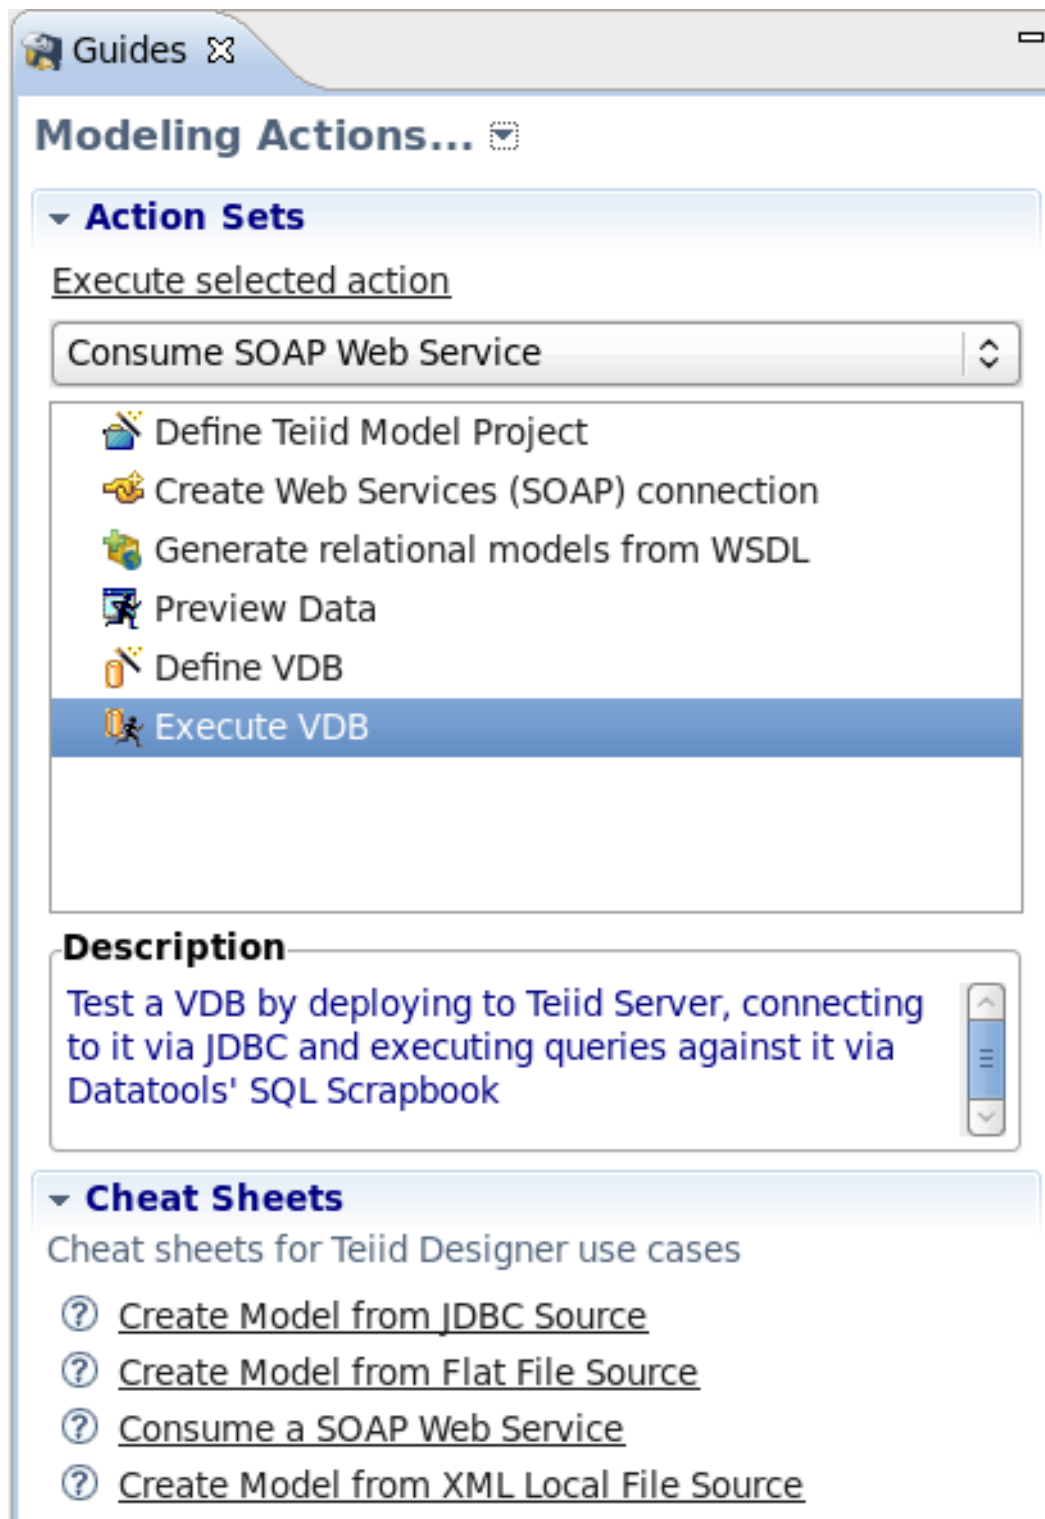 Guides
Modeling Actions...
Action Sets
Execute selected action
Consume SOAP Web Service
Define Teiid Model Project
Create Web Services (SOAP) connection
Generate relational models from WSDL
Preview Data
Define VDB
Execute VDB
Description
Test a VDB by deploying to Teiid Server, connecting
to it via JDBC and executing queries against it via
Datatools' SQL Scrapbook
Cheat Sheets
Cheat sheets for Teiid Designer use cases
Create Model from JDBC Source
Create Model from Flat File Source
Consume a SOAP Web Service
Create Model from XML Local File Source